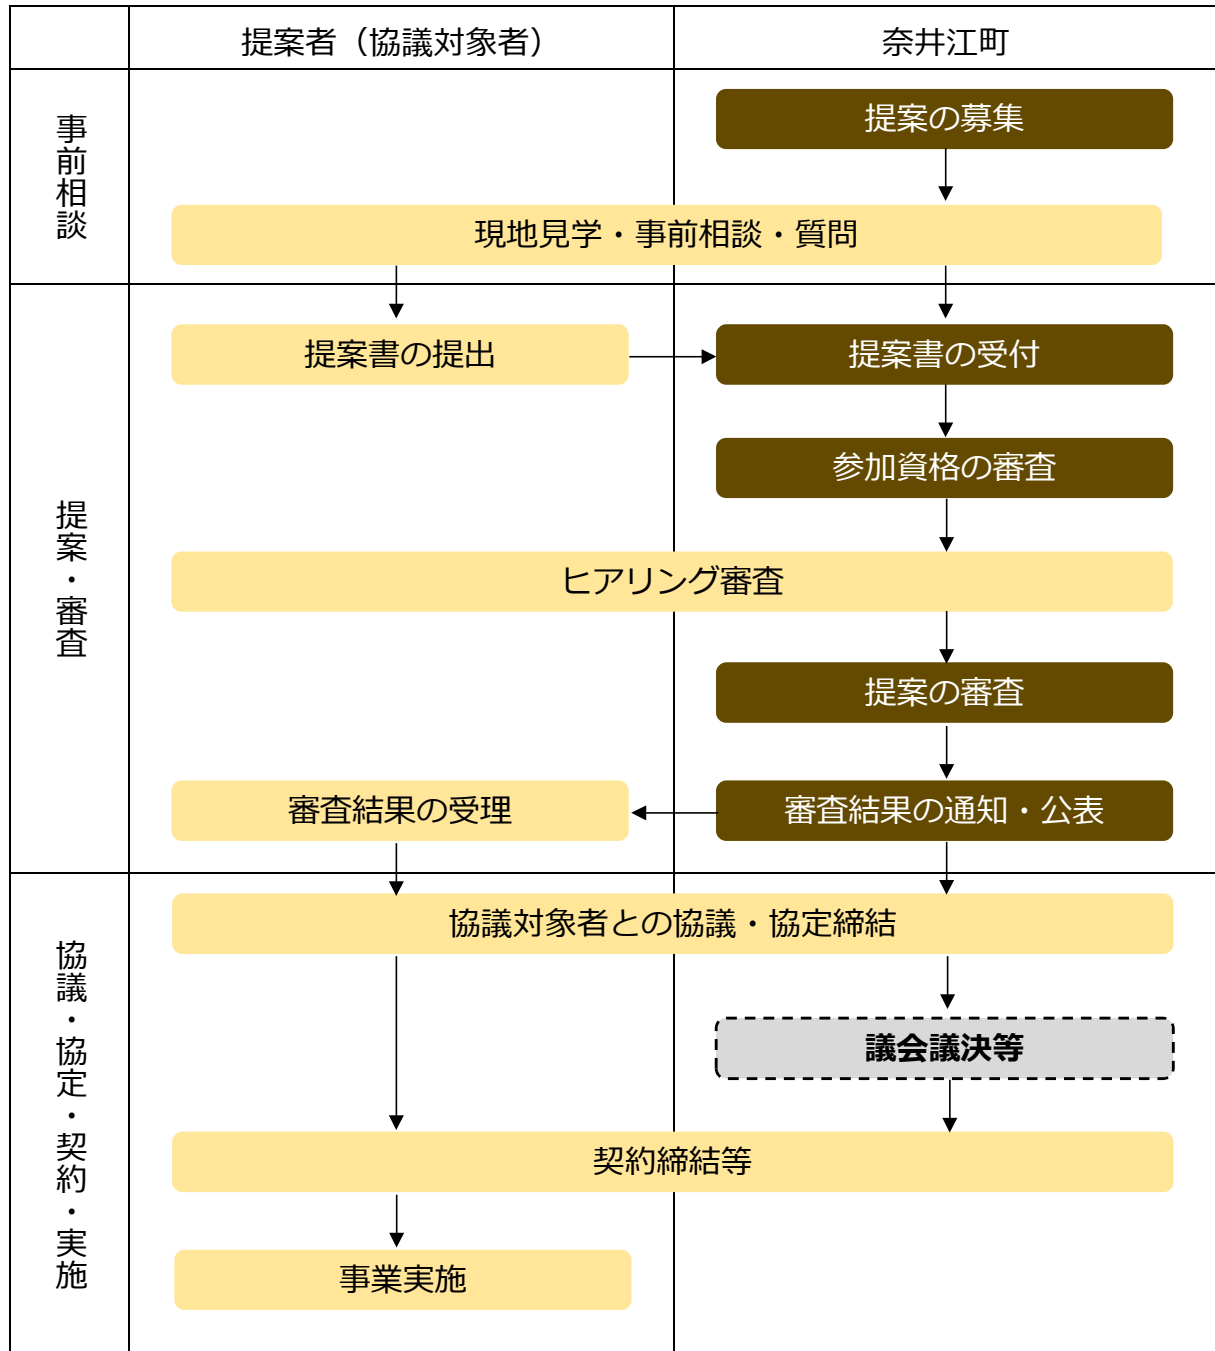 提案者（協議対象者）
奈井江町
事前相談
提案の募集
現地見学・事前相談・質問
提案・審査
提案書の提出
提案書の受付
参加資格の審査
ヒアリング審査
提案の審査
審査結果の受理
審査結果の通知・公表
協議・協定・契約・実施
協議対象者との協議・協定締結
議会議決等
契約締結等
事業実施